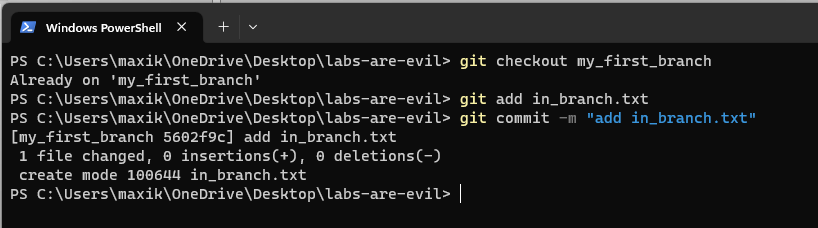 Windows PowerShell
PS C:\Users\maxik\OneDrive\Desktop\labs-are-evil> git checkout my_first_branch
Already on 'my_first_branch'
PS C:\Users\maxik\OneDrive\Desktop\labs-are-evil> git add in_branch.txt
PS C:\Users\maxik\OneDrive\Desktop\labs-are-evil> git commit -m "add in_branch.txt"
[my_first_branch 5602f9c] add in_branch.txt
 1 file changed, 0 insertions(+), 0 deletions(-)
 create mode 100644 in_branch.txt
PS C:\Users\maxik\OneDrive\Desktop\labs-are-evil>